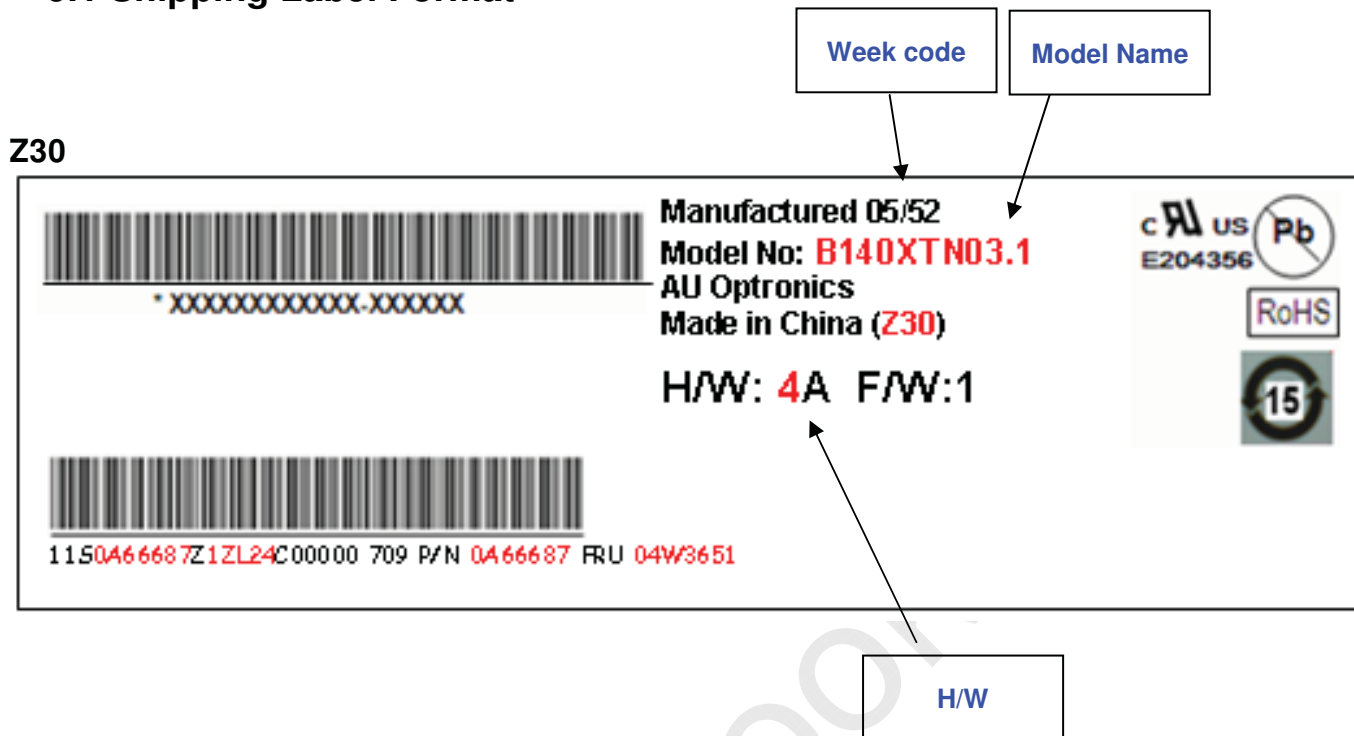 Week code
Model Name
Z30
Manufactured 05/52
Model No: B140XTN03.1
AU Optronics
Made in China (Z30)
H/W: 4A F/W:1
* XXXXXXXXXXXX-XXXXXX
c US
E204356
Pb
RoHS
15
11S0A66687Z1ZL24C00000 709 P/N 0A66687 FRU 04W3651
H/W